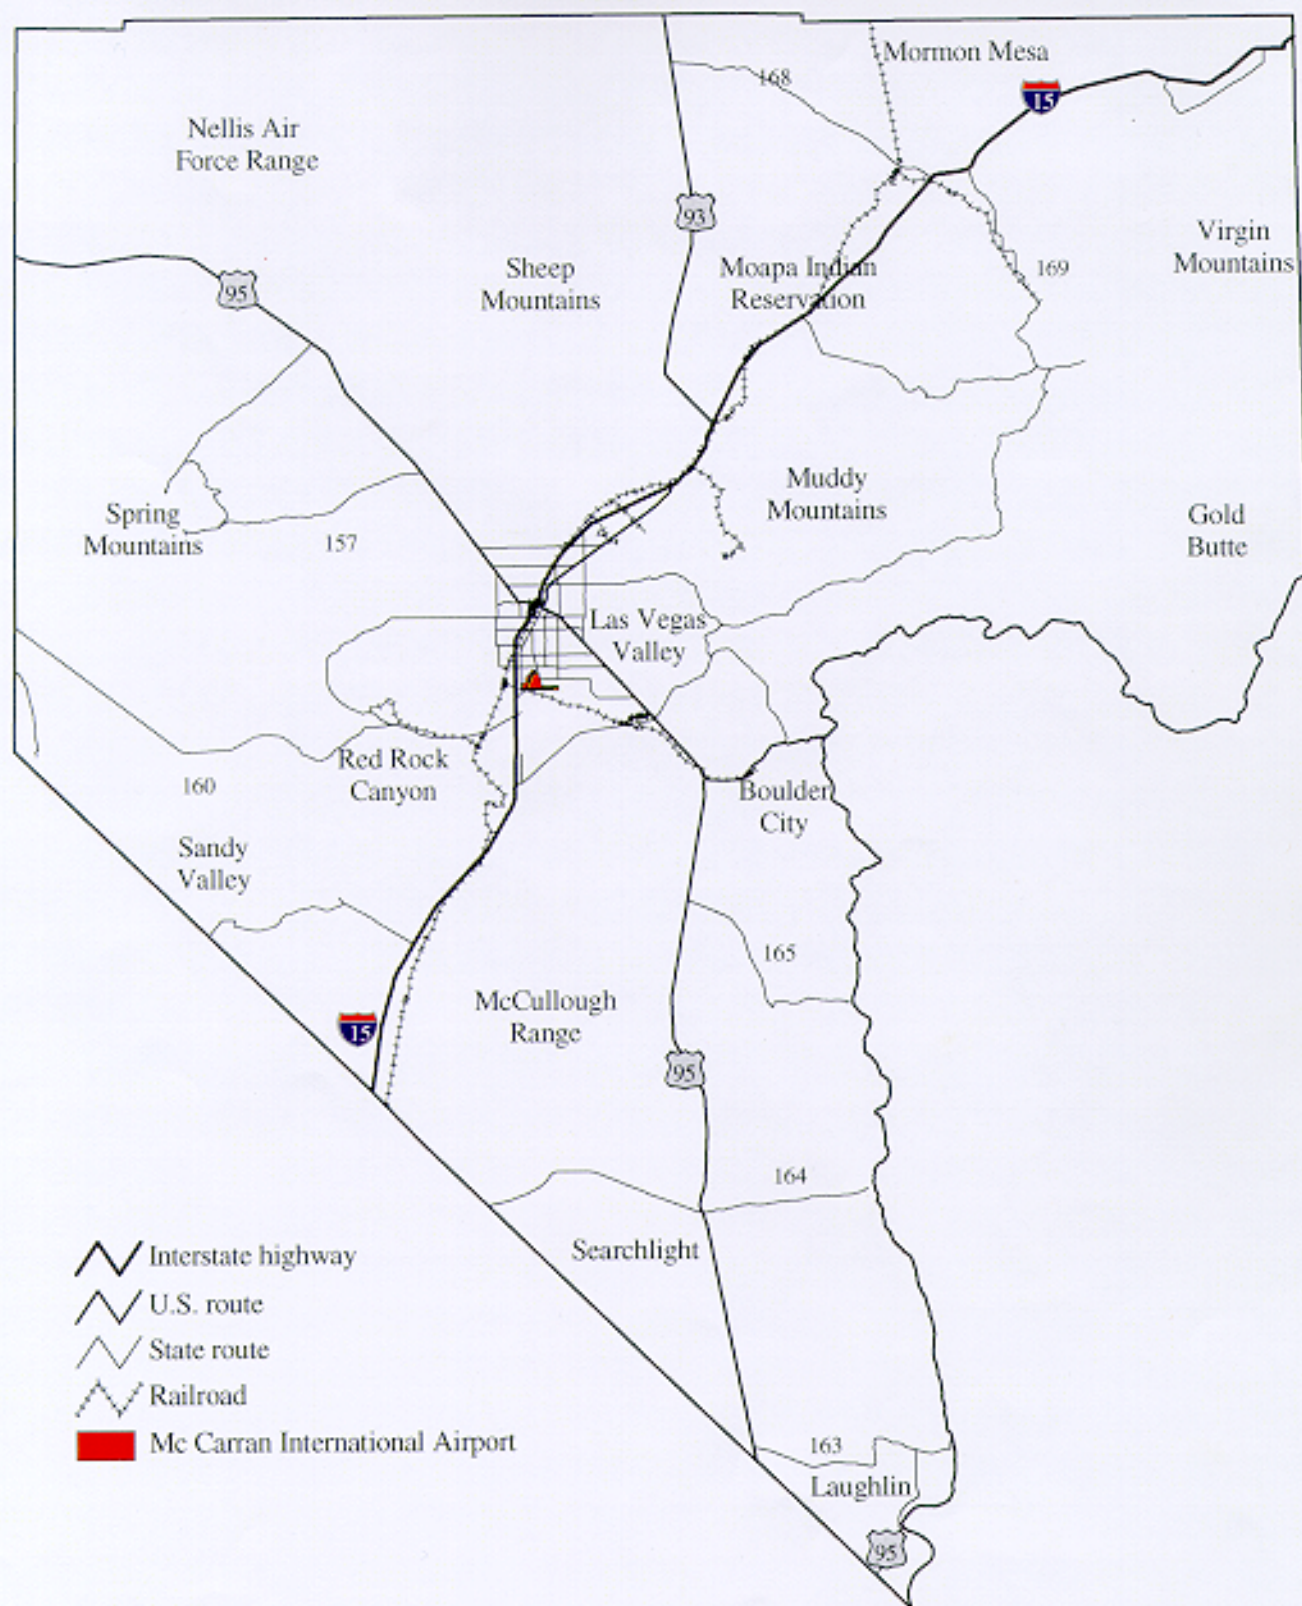 Mormon Mesa
168
15
Nellis Air
Force Range
93
Virgin
Mountains
Sheep
Mountains
Moapa Indian
Reservation
169
95
Muddy
Mountains
Spring
Mountains
157
Gold
Butte
Las Vegas
Valley
Red Rock
Canyon
160
Boulder
City
Sandy
Valley
165
McCullough
Range
15
95
164
Searchlight
Interstate highway
U.S. route
State route
Railroad
Mc Carran International Airport
163
Laughlin
95